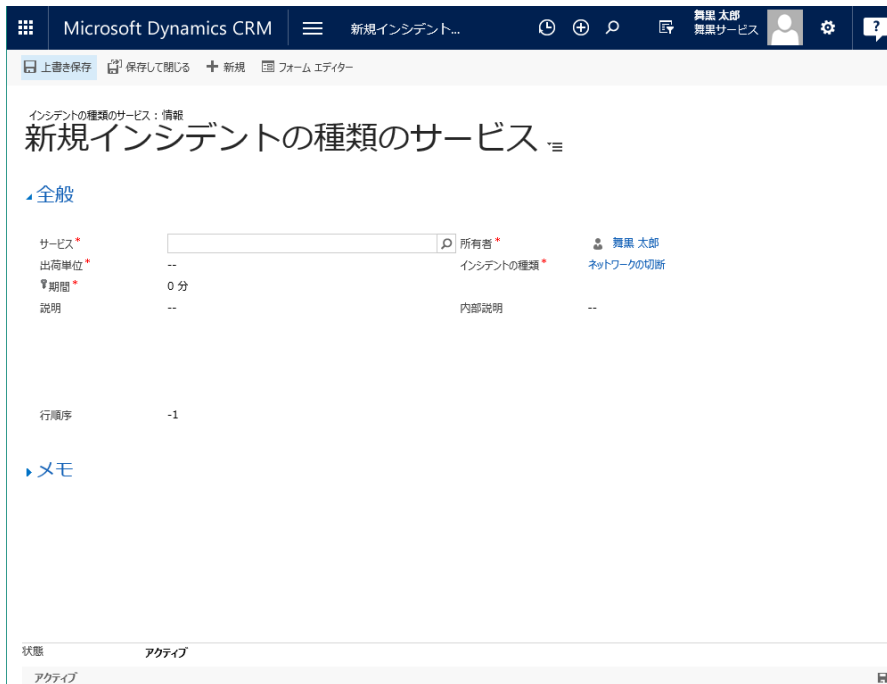 Microsoft Dynamics CRM 新規インシデント... 舞黒 太郎
舞黒サービス ?
上書き保存 保存して閉じる 新規 フォーム エディター
インシデントの種類のサービス : 情報
新規インシデントの種類のサービス
全般
サービス* 所有者* 舞黒 太郎
出荷単位* -- インシデントの種類* ネットワークの切断
期間* 0 分
説明 -- 内部説明 --
行順序 -1
メモ
状態 アクティブ
アクティブ